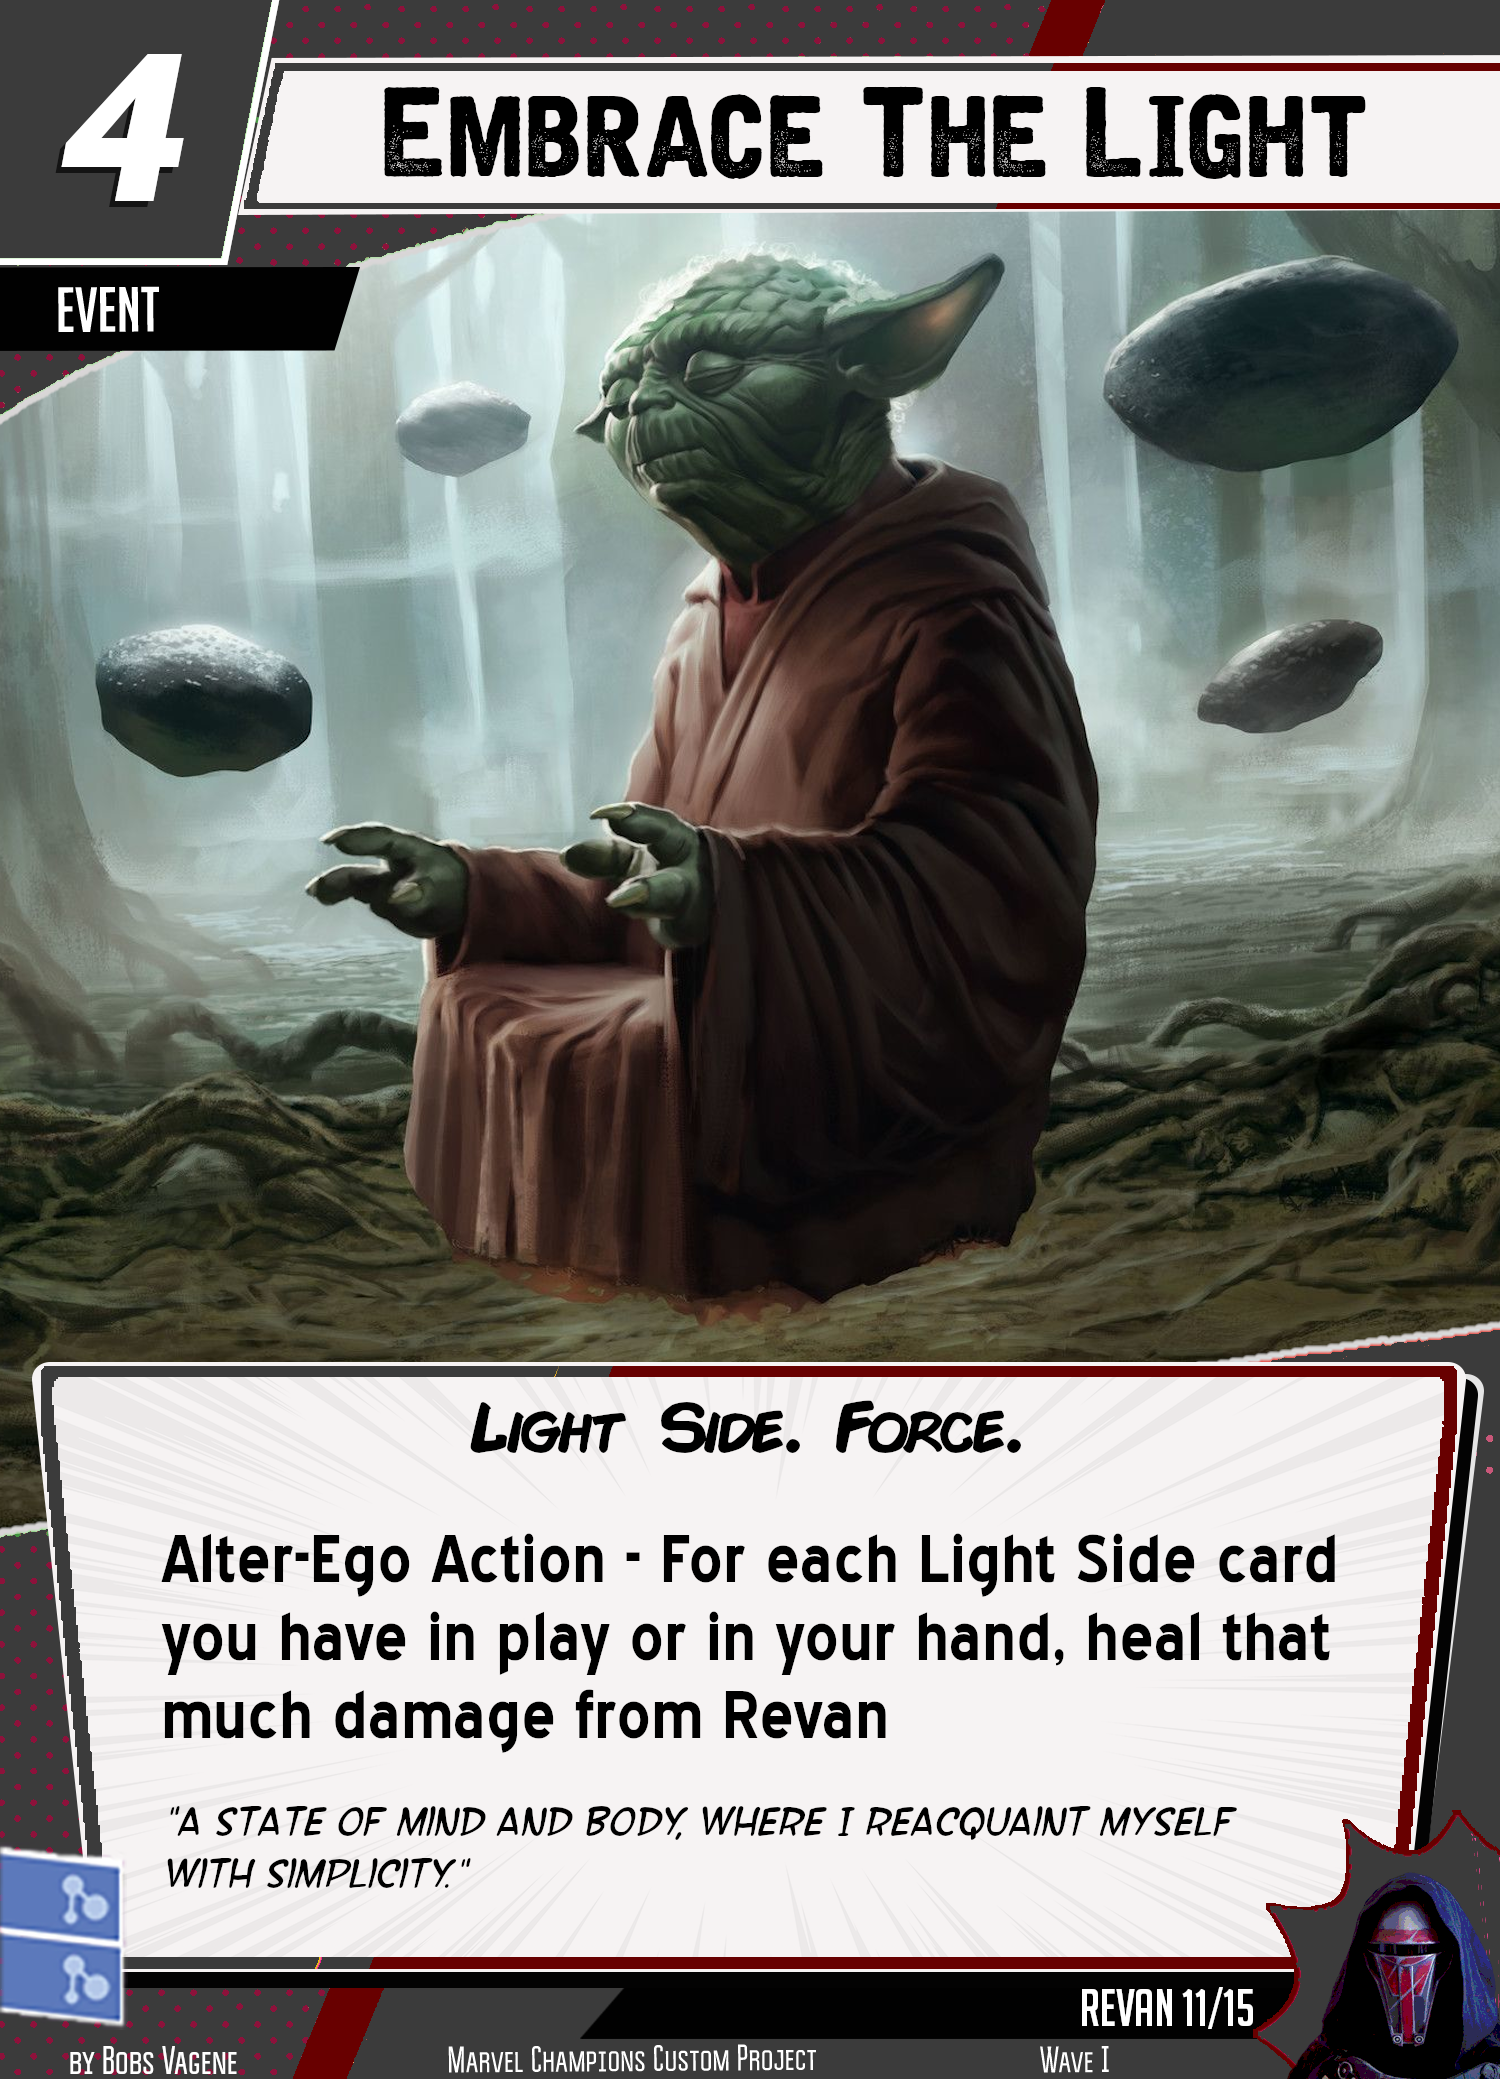 4
EMBRACE THE LIGHT
EVENT
LIGHT SIDE. FORCE.
Alter-Ego Action - For each Light Side card
you have in play or in your hand, heal that
much damage from Revan
"A STATE OF MIND AND BODY, WHERE I REACQUAINT MYSELF
WITH SIMPLICITY."
REVAN 11/15
BY BOBS VAGENE
MARVEL CHAMPIONS CUSTOM PROJECT
WAVE I